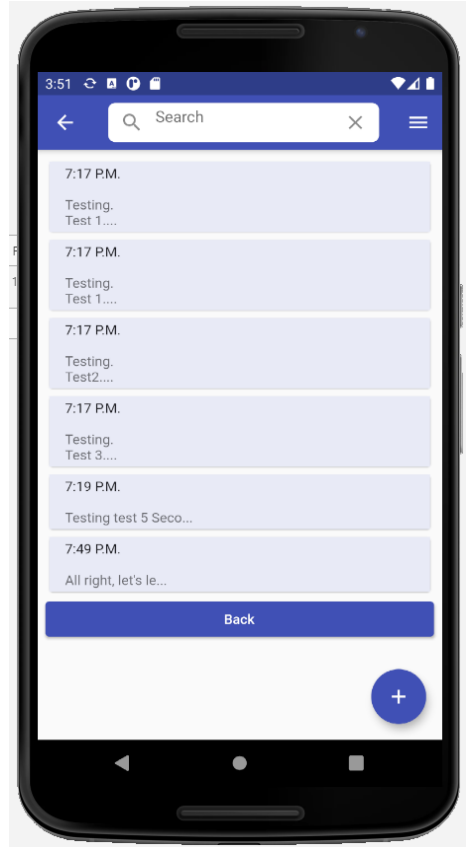 3:51
Search
7:17 P.M.
Testing.
Test 1....
7:17 P.M.
Testing.
Test 1....
7:17 P.M.
Testing.
Test2....
7:17 P.M.
Testing.
Test 3....
7:19 P.M.
Testing test 5 Seco...
7:49 P.M.
All right, let's le...
Back
+